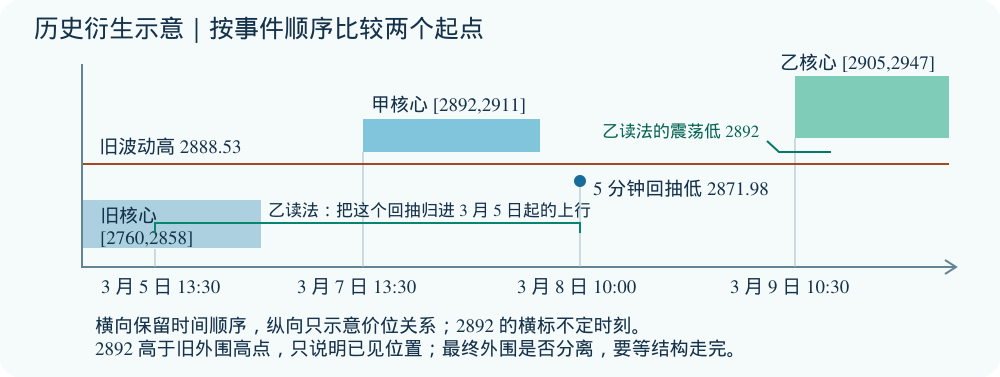 历史衍生示意｜按事件顺序比较两个起点
乙核心 [2905,2947]
甲核心 [2892,2911]
乙读法的震荡低 2892
旧波动高 2888.53
5 分钟回抽低 2871.98
乙读法：把这个回抽归进 3 月 5 日起的上行
旧核心
[2760,2858]
3 月 5 日 13:30
3 月 7 日 13:30
3 月 8 日 10:00
3 月 9 日 10:30
横向保留时间顺序，纵向只示意价位关系；2892 的横标不定时刻。
2892 高于旧外围高点，只说明已见位置；最终外围是否分离，要等结构走完。